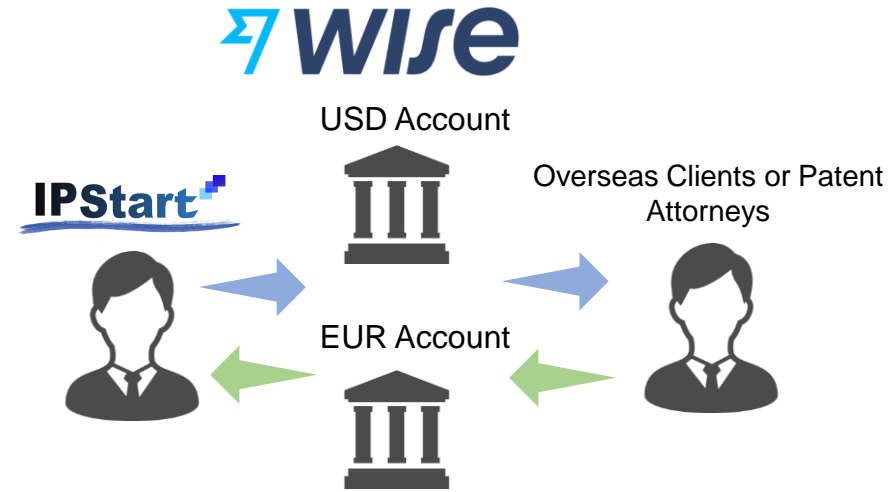 WISE
USD Account
IPStart
Overseas Clients or Patent
Attorneys
EUR Account